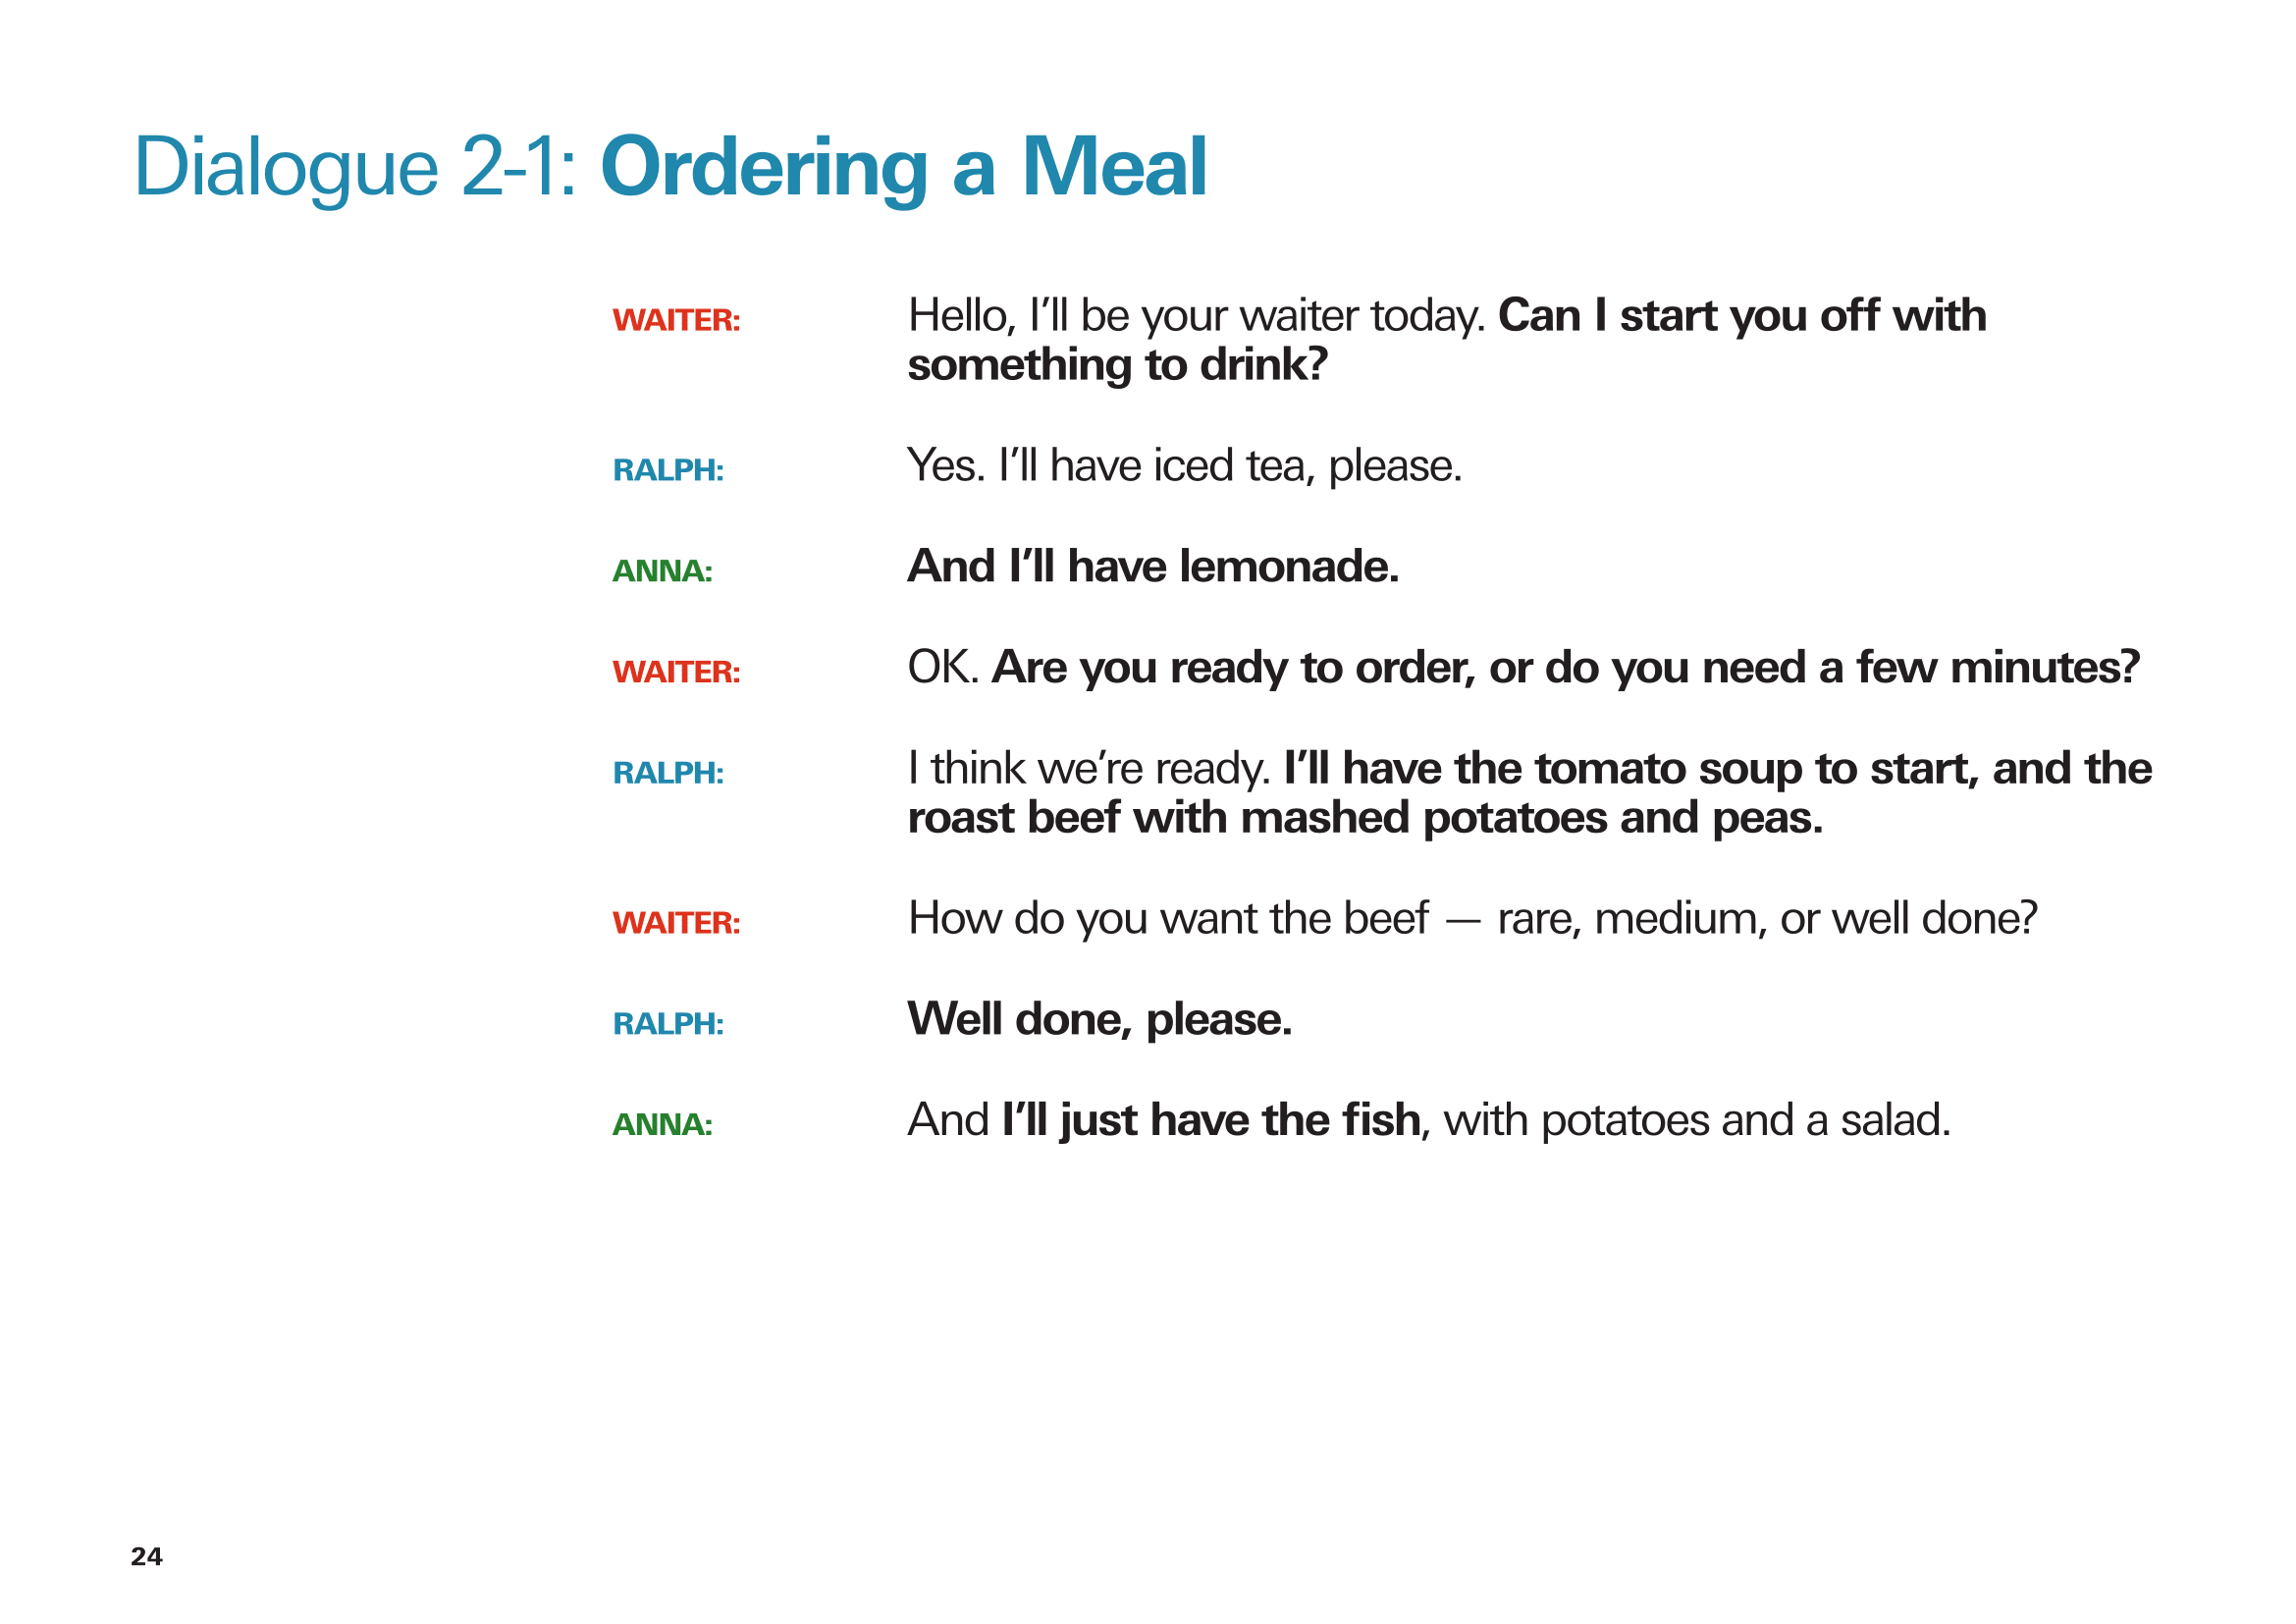 Dialogue 2-1: Ordering a Meal
WAITER: Hello, I’ll be your waiter today. Can I start you off with
something to drink?
RALPH: Yes. I’ll have iced tea, please.
ANNA: And I’ll have lemonade.
WAITER: OK. Are you ready to order, or do you need a few minutes?
RALPH: I think we’re ready. I’ll have the tomato soup to start, and the
roast beef with mashed potatoes and peas.
WAITER: How do you want the beef — rare, medium, or well done?
RALPH: Well done, please.
ANNA: And I’ll just have the fish, with potatoes and a salad.
24